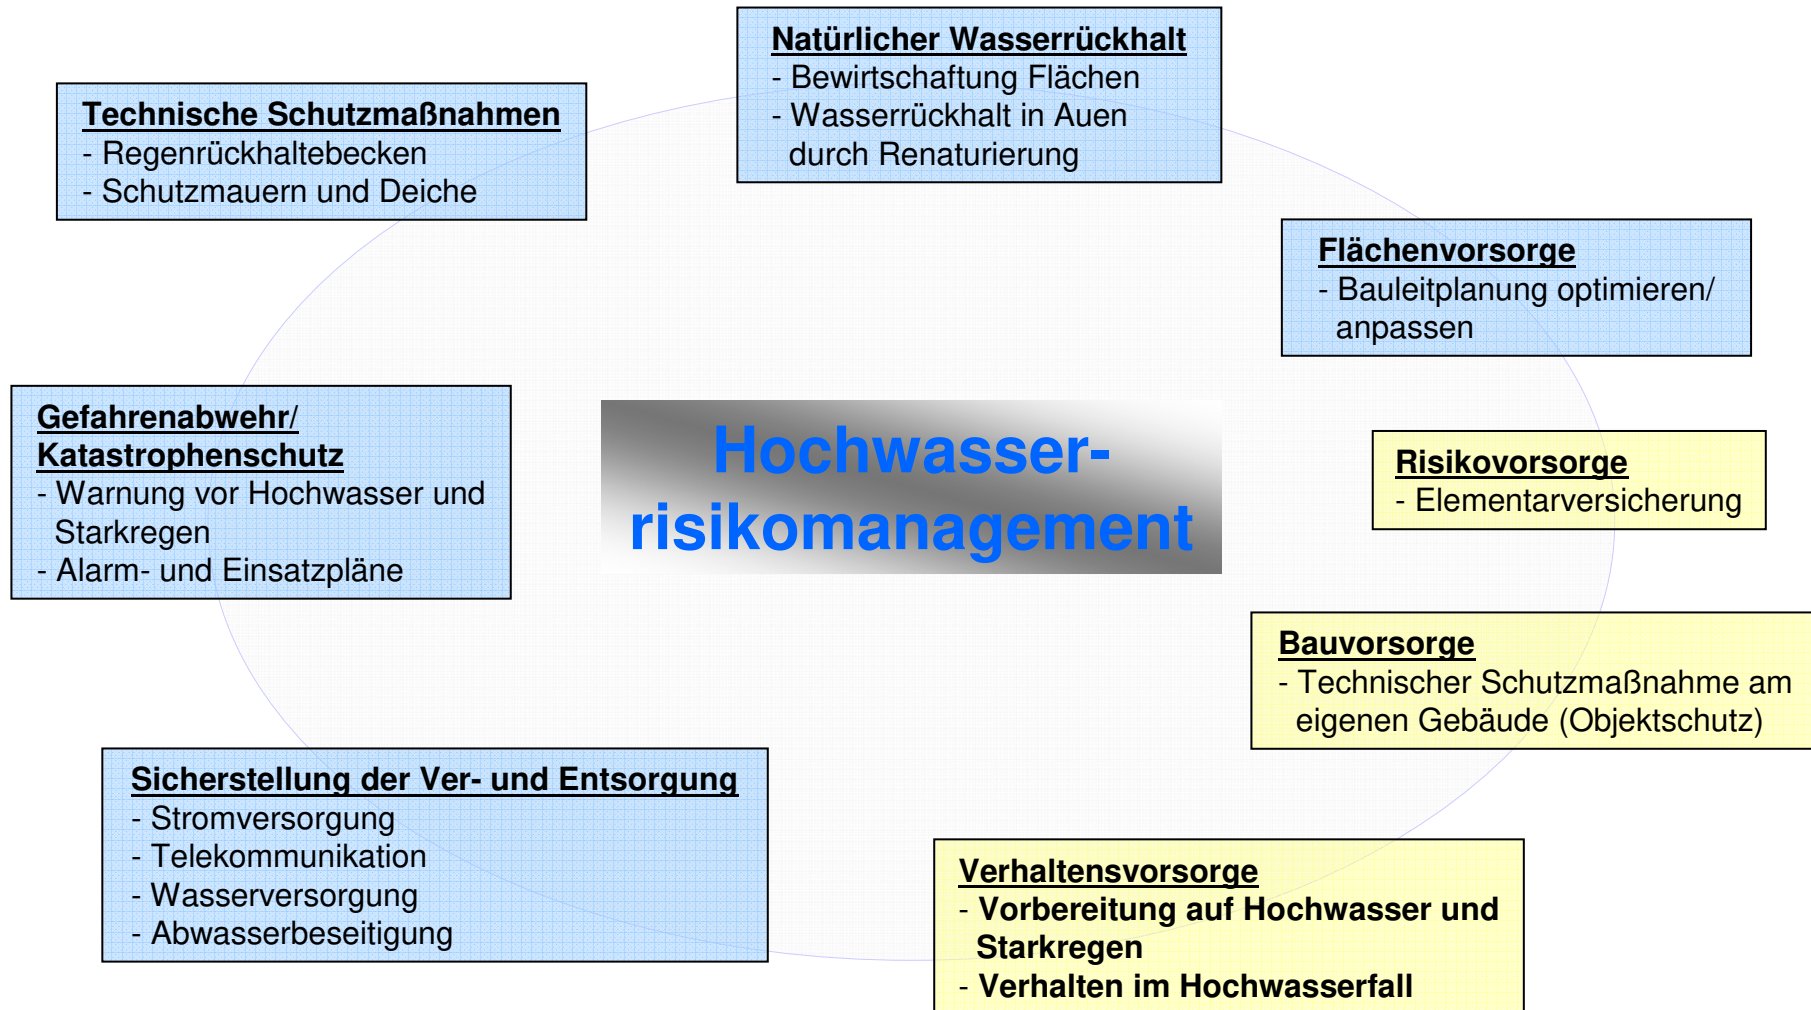 Natürlicher Wasserrückhalt
- Bewirtschaftung Flächen
- Wasserrückhalt in Auen
durch Renaturierung
Technische Schutzmaßnahmen
- Regenrückhaltebecken
- Schutzmauern und Deiche
Flächenvorsorge
- Bauleitplanung optimieren/
anpassen
Gefahrenabwehr/
Katastrophenschutz
- Warnung vor Hochwasser und
Starkregen
- Alarm- und Einsatzpläne
Hochwasser-
risikomanagement
Risikovorsorge
- Elementarversicherung
Bauvorsorge
- Technischer Schutzmaßnahme am
eigenen Gebäude (Objektschutz)
Sicherstellung der Ver- und Entsorgung
- Stromversorgung
- Telekommunikation
- Wasserversorgung
- Abwasserbeseitigung
Verhaltensvorsorge
- Vorbereitung auf Hochwasser und
Starkregen
- Verhalten im Hochwasserfall